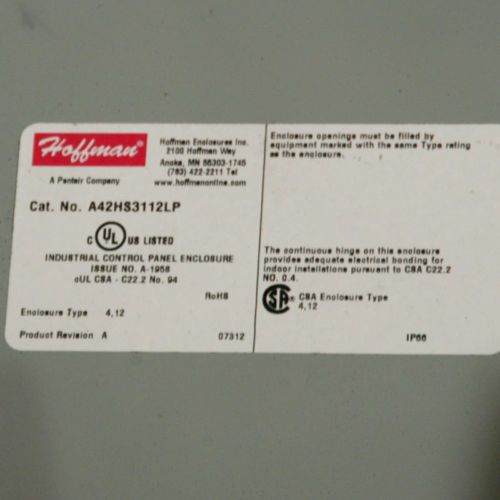 Hoffman®
A Pentair Company
Hoffman Enclosures Inc.
2100 Hoffman Way
Anoka, MN 55303-1745
(763) 422-2211 Tel
www.hoffmanonline.com
Cat. No. A42HS3112LP
C UL US LISTED
INDUSTRIAL CONTROL PANEL ENCLOSURE
ISSUE NO. A-1958
cUL CSA - C22.2 No. 94
RoHS
Enclosure Type 4,12
Product Revision A 07312
Enclosure openings must be filled by
equipment marked with the same Type rating
as the enclosure.
The continuous hinge on this enclosure
provides adequate electrical bonding for
indoor installations pursuant to CSA C22.2
NO. 0.4.
SA® CSA Enclosure Type
4,12
IP66